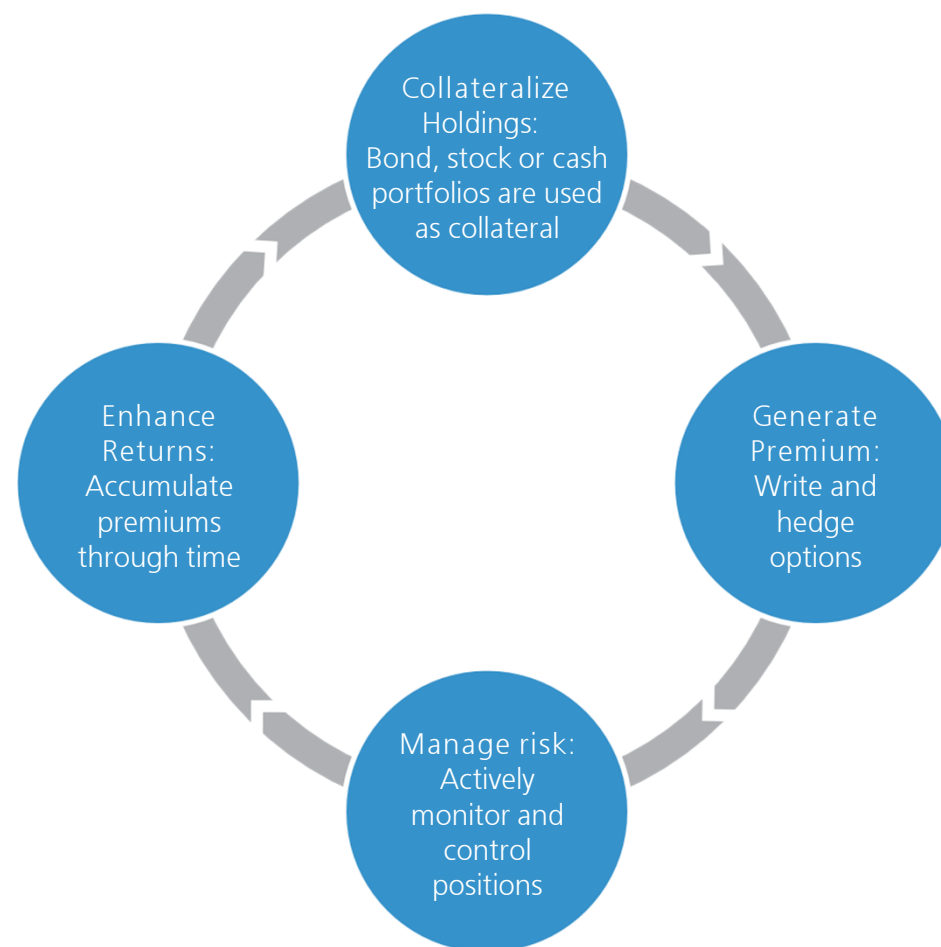 Collateralize
Holdings:
Bond, stock or cash
portfolios are used
as collateral
Enhance
Returns:
Accumulate
premiums
through time
Generate
Premium:
Write and
hedge
options
Manage risk:
Actively
monitor and
control
positions